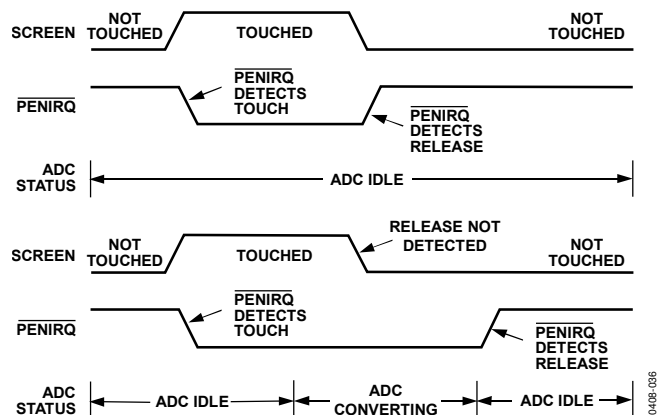 SCREEN
NOT
TOUCHED
TOUCHED
NOT
TOUCHED
PENIRQ
PENIRQ
DETECTS
TOUCH
PENIRQ
DETECTS
RELEASE
ADC
STATUS
ADC IDLE
SCREEN
NOT
TOUCHED
TOUCHED
RELEASE NOT
DETECTED
NOT
TOUCHED
PENIRQ
PENIRQ
DETECTS
TOUCH
PENIRQ
DETECTS
RELEASE
ADC
STATUS
ADC IDLE
ADC
CONVERTING
ADC IDLE